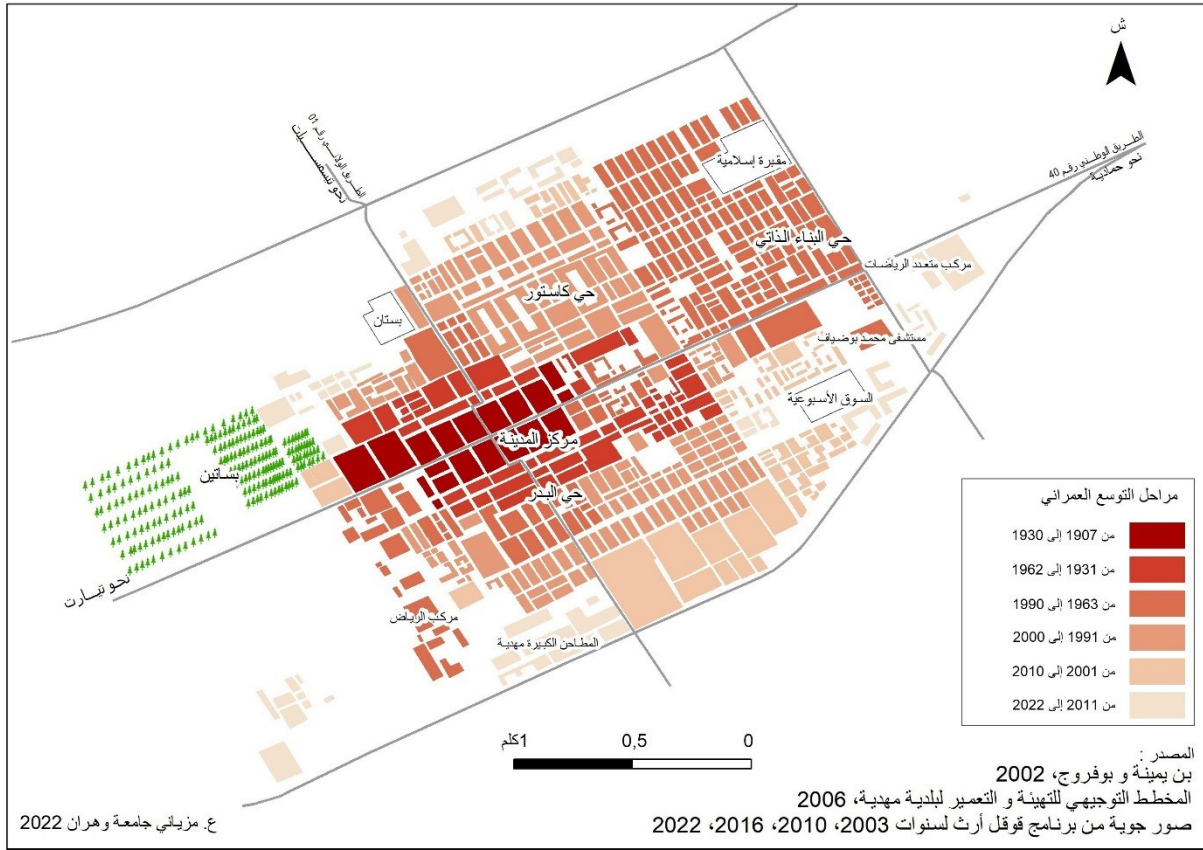 ش
الطريق الولائي رقم 01
نحو تيسمسيلت
الطريق الوطني رقم 40
نحو حمادية
مقبرة إسلامية
حي البناء الذاتي
مركب متعدد الرياضات
حي كاستور
بستان
مستشفى محمد بوضياف
السوق الأسبوعية
مركز المدينة
بساتين
حي البدر
نحو تيارت
مركب الرياض
المطاحن الكبيرة مهدية
مراحل التوسع العمراني
من 1907 إلى 1930
من 1931 إلى 1962
من 1963 إلى 1990
من 1991 إلى 2000
من 2001 إلى 2010
من 2011 إلى 2022
0 0,5 1كلم
المصدر :
بن يمينة و بوفروج، 2002
المخطط التوجيهي للتهيئة و التعمير لبلدية مهدية، 2006
صور جوية من برنامج قوقل أرث لسنوات 2003، 2010، 2016، 2022
ع. مزياني جامعة وهران 2022